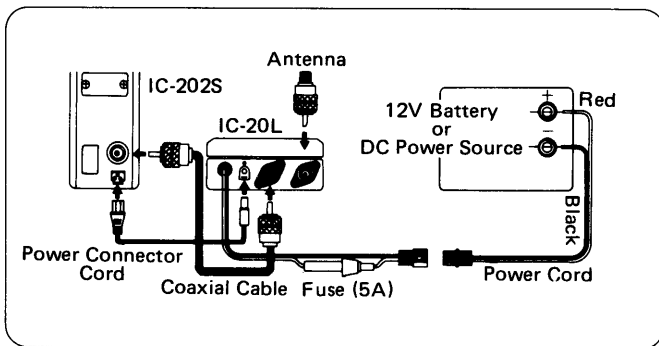 Antenna
IC-202S
IC-20L
+
Red
12V Battery
or
−
DC Power Source
Black
Power Connector
Cord
Coaxial Cable
Fuse (5A)
Power Cord